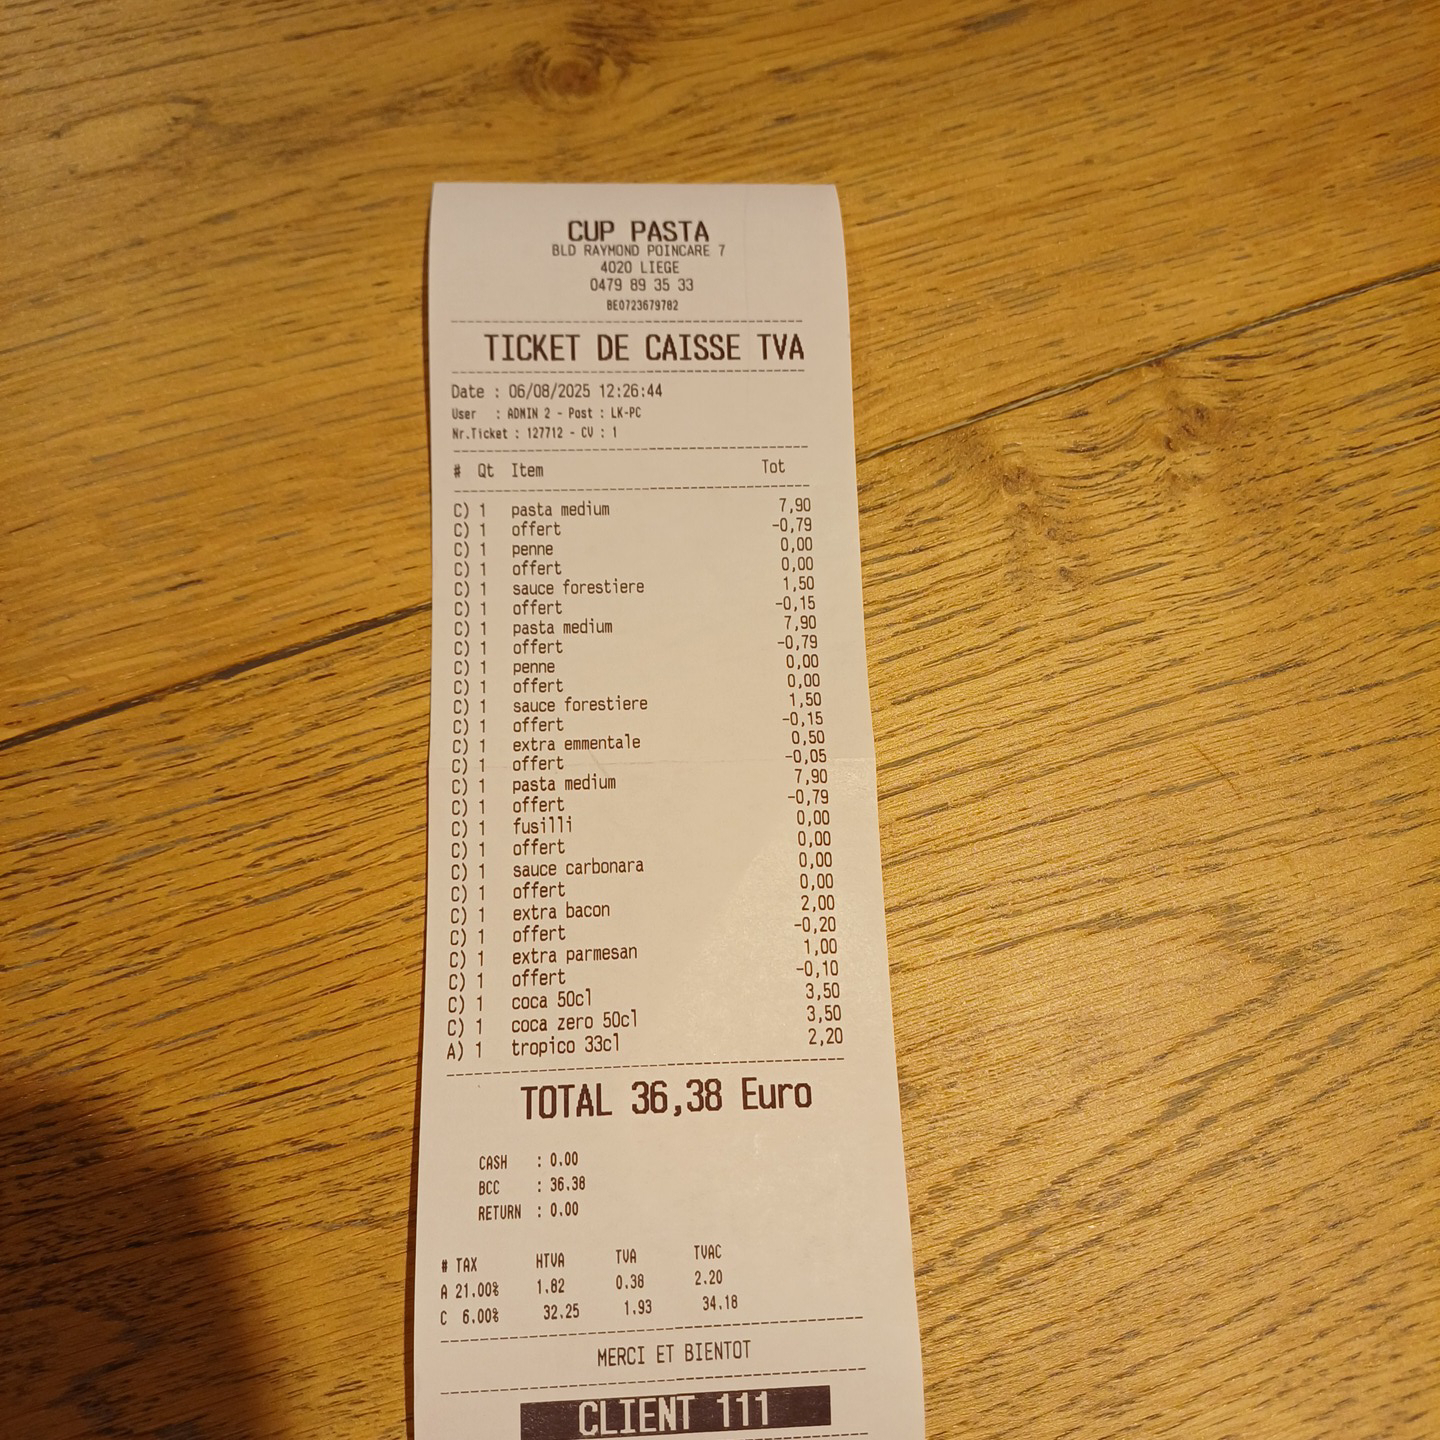 CUP PASTA
BLD RAYMOND POINCARE 7
4020 LIEGE
0479 89 35 33
BE0723679782
TICKET DE CAISSE TVA
Date : 06/08/2025 12:26:44
User : ADMIN 2 - Post : LK-PC
Nr.Ticket : 127712 - CV : 1
# Qt Item Tot
C) 1 pasta medium 7,90
C) 1 offert -0,79
C) 1 penne 0,00
C) 1 offert 0,00
C) 1 sauce forestiere 1,50
C) 1 offert -0,15
C) 1 pasta medium 7,90
C) 1 offert -0,79
C) 1 penne 0,00
C) 1 offert 0,00
C) 1 sauce forestiere 1,50
C) 1 offert -0,15
C) 1 extra emmentale 0,50
C) 1 offert -0,05
C) 1 pasta medium 7,90
C) 1 offert -0,79
C) 1 fusilli 0,00
C) 1 offert 0,00
C) 1 sauce carbonara 0,00
C) 1 offert 0,00
C) 1 extra bacon 2,00
C) 1 offert -0,20
C) 1 extra parmesan 1,00
C) 1 offert -0,10
C) 1 coca 50cl 3,50
C) 1 coca zero 50cl 3,50
A) 1 tropico 33cl 2,20
TOTAL 36,38 Euro
CASH : 0.00
BCC : 36.38
RETURN : 0.00
# TAX HTVA TVA TVAC
A 21.00% 1.82 0.38 2.20
C 6.00% 32.25 1.93 34.18
MERCI ET BIENTOT
CLIENT 111